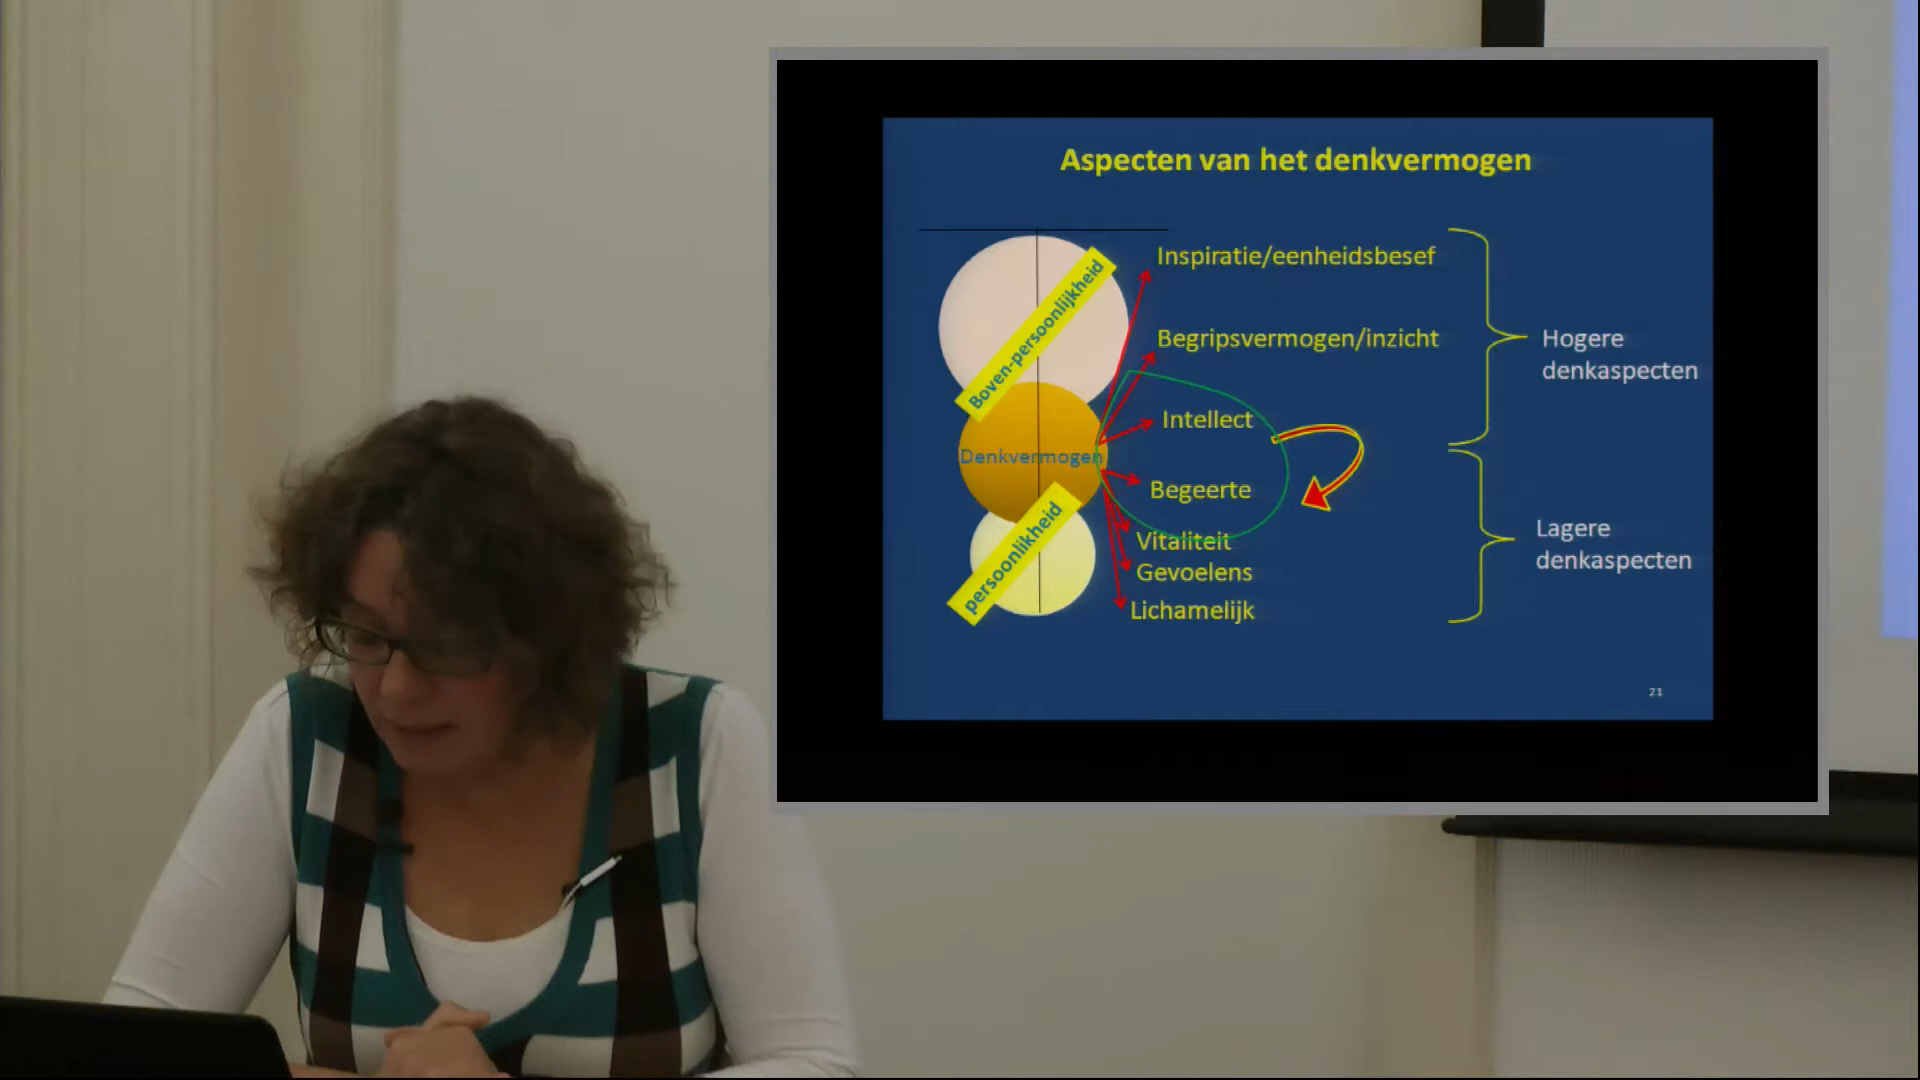 Aspecten van het denkvermogen
Boven-persoonlijkheid
Inspiratie/eenheidsbesef
Begripsvermogen/inzicht
Hogere
denkaspecten
Intellect
Denkvermogen
Begeerte
persoonlikheid
Vitaliteit
Gevoelens
Lichamelijk
Lagere
denkaspecten
21